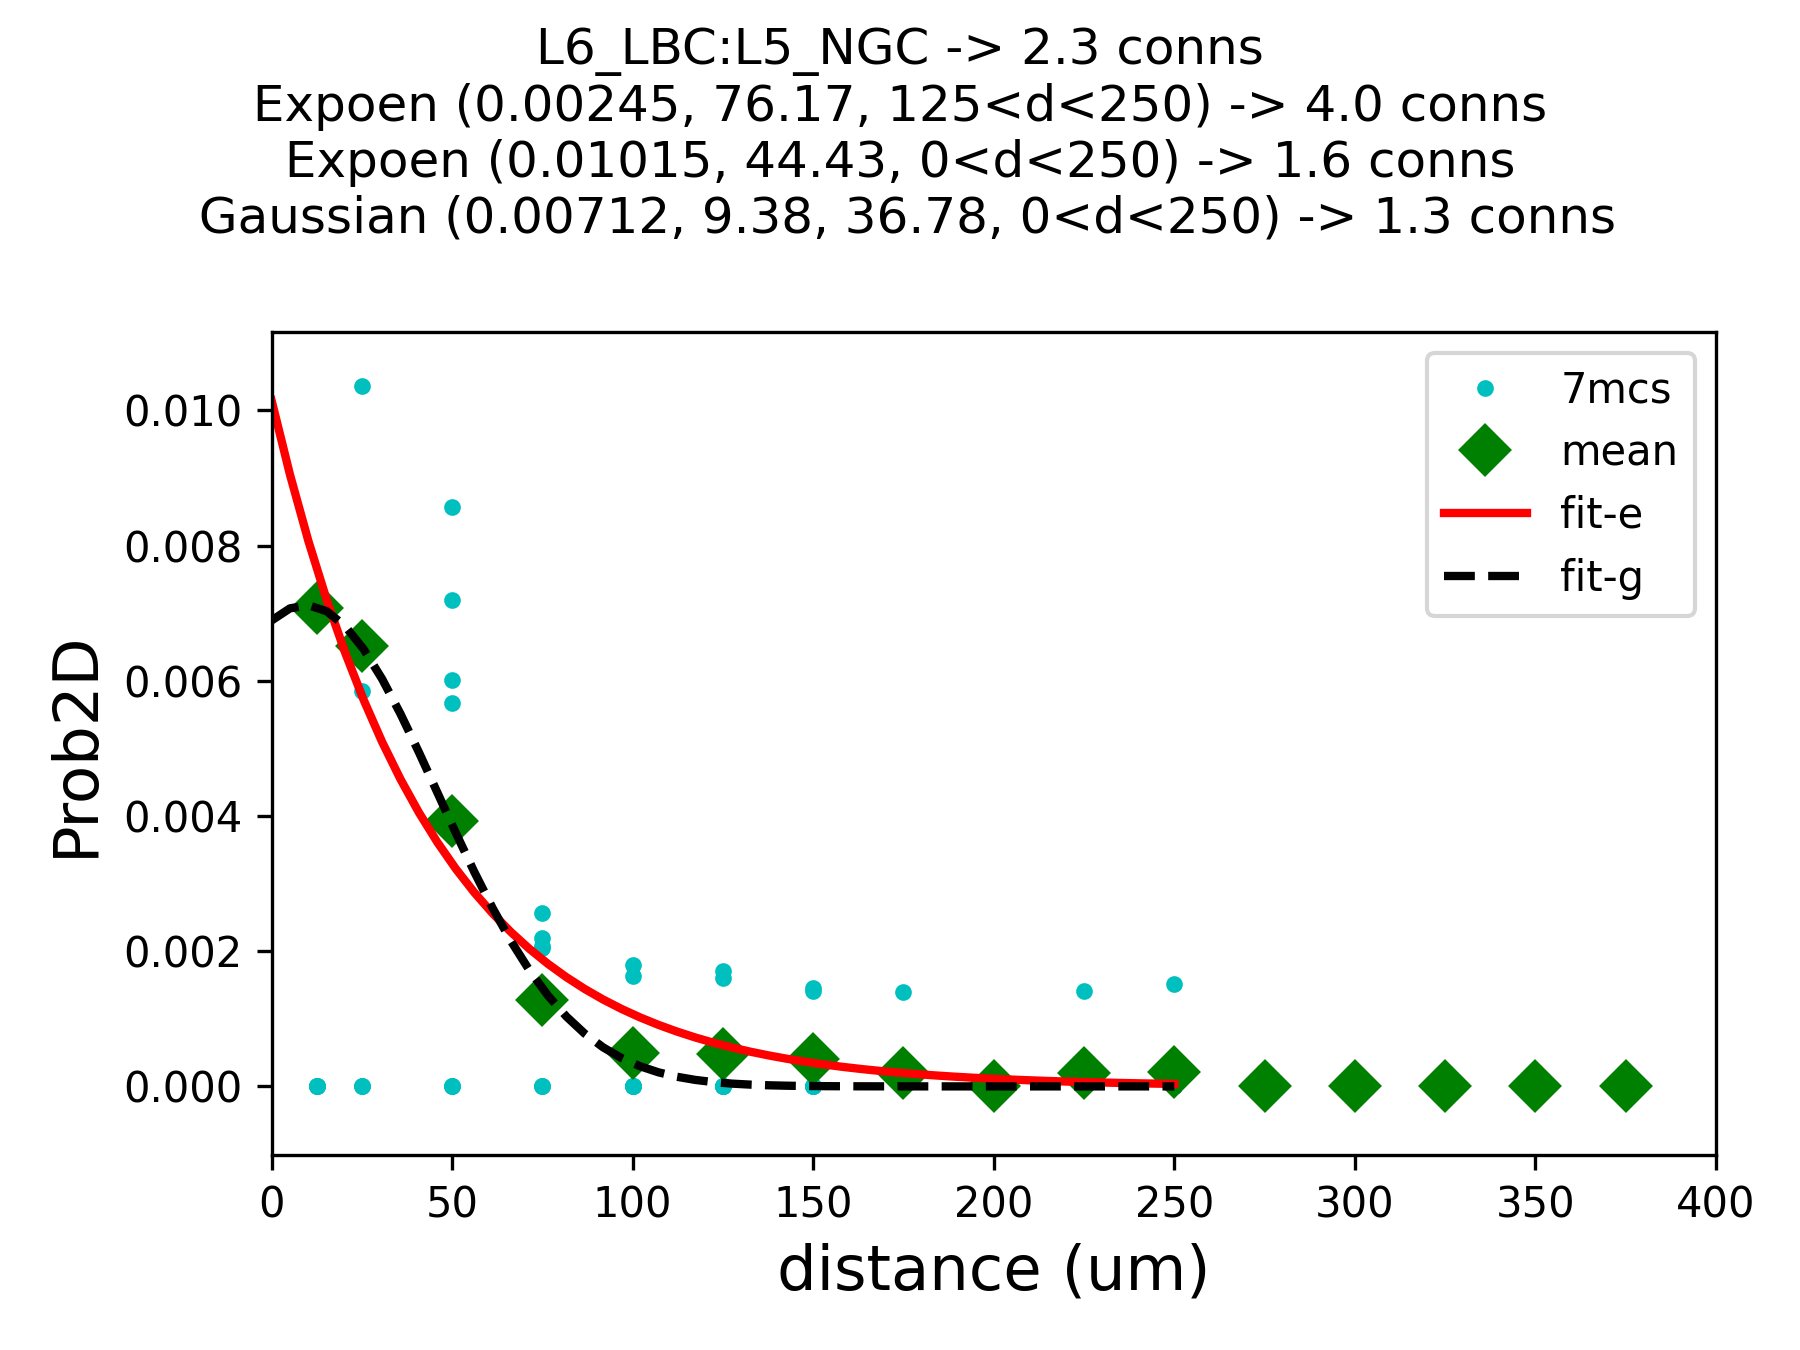 L6_LBC:L5_NGC -> 2.3 conns
Expoen (0.00245, 76.17, 125<d<250) -> 4.0 conns
Expoen (0.01015, 44.43, 0<d<250) -> 1.6 conns
Gaussian (0.00712, 9.38, 36.78, 0<d<250) -> 1.3 conns
7mcs
mean
fit-e
fit-g
Prob2D
0.010
0.008
0.006
0.004
0.002
0.000
0 50 100 150 200 250 300 350 400
distance (um)